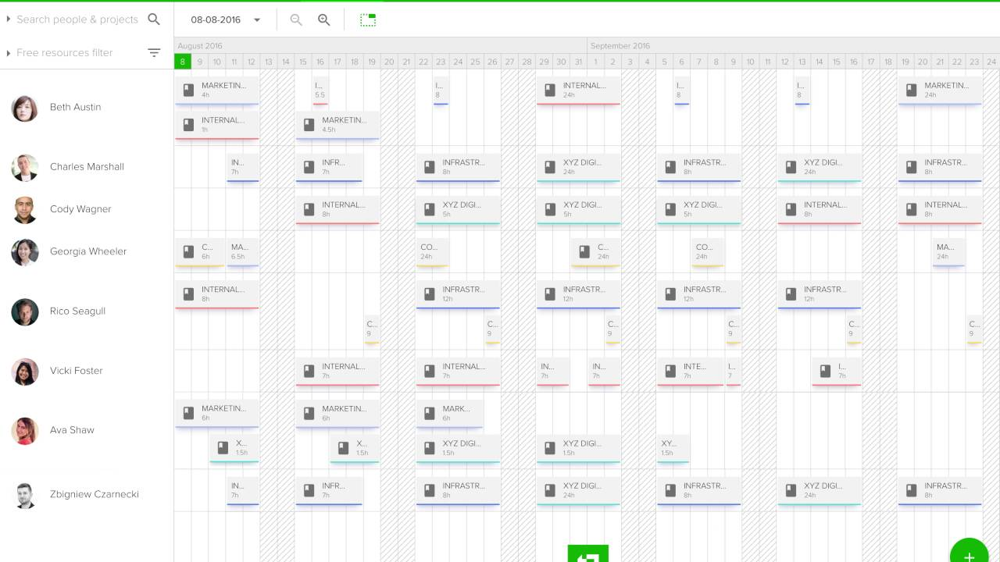 Search people & projects
08-08-2016
August 2016 September 2016
Free resources filter
8 9 10 11 12 13 14 15 16 17 18 19 20 21 22 23 24 25 26 27 28 29 30 31 1 2 3 4 5 6 7 8 9 10 11 12 13 14 15 16 17 18 19 20 21 22 23 24
MARKETIN... I... I... INTERNAL... I... I... MARKETIN...
4h 5.5 8 24h 8 8 24h
Beth Austin
INTERNAL... MARKETIN...
1h 4.5h
IN... INFR... INFRASTR... XYZ DIGI... INFRASTR... XYZ DIGI... INFRASTR...
Charles Marshall
7h 7h 8h 24h 8h 24h 8h
INTERNAL... XYZ DIGI... XYZ DIGI... XYZ DIGI... INTERNAL... INTERNAL...
Cody Wagner
8h 5h 5h 5h 8h 8h
C... MA... CO... C... CO... MA...
Georgia Wheeler
6h 6.5h 24h 24h 24h 24h
INTERNAL... INFRASTR... INFRASTR... INFRASTR... INFRASTR...
8h 12h 12h 12h 12h
Rico Seagull
C... C... C... C... C... C...
9 9 9 9 9 9
INTERNAL... INTERNAL... IN... IN... INTE... I... I...
Vicki Foster
7h 7h 7h 7h 7h 7 7h
MARKETIN... MARKETIN... MARK...
6h 6h 6h
Ava Shaw
X... X... XYZ DIGI... XYZ DIGI... XY...
1.5h 1.5h 1.5h 1.5h 1.5h
IN... INFR... INFRASTR... XYZ DIGI... INFRASTR... XYZ DIGI... INFRASTR...
Zbigniew Czarnecki
7h 7h 8h 24h 8h 24h 8h